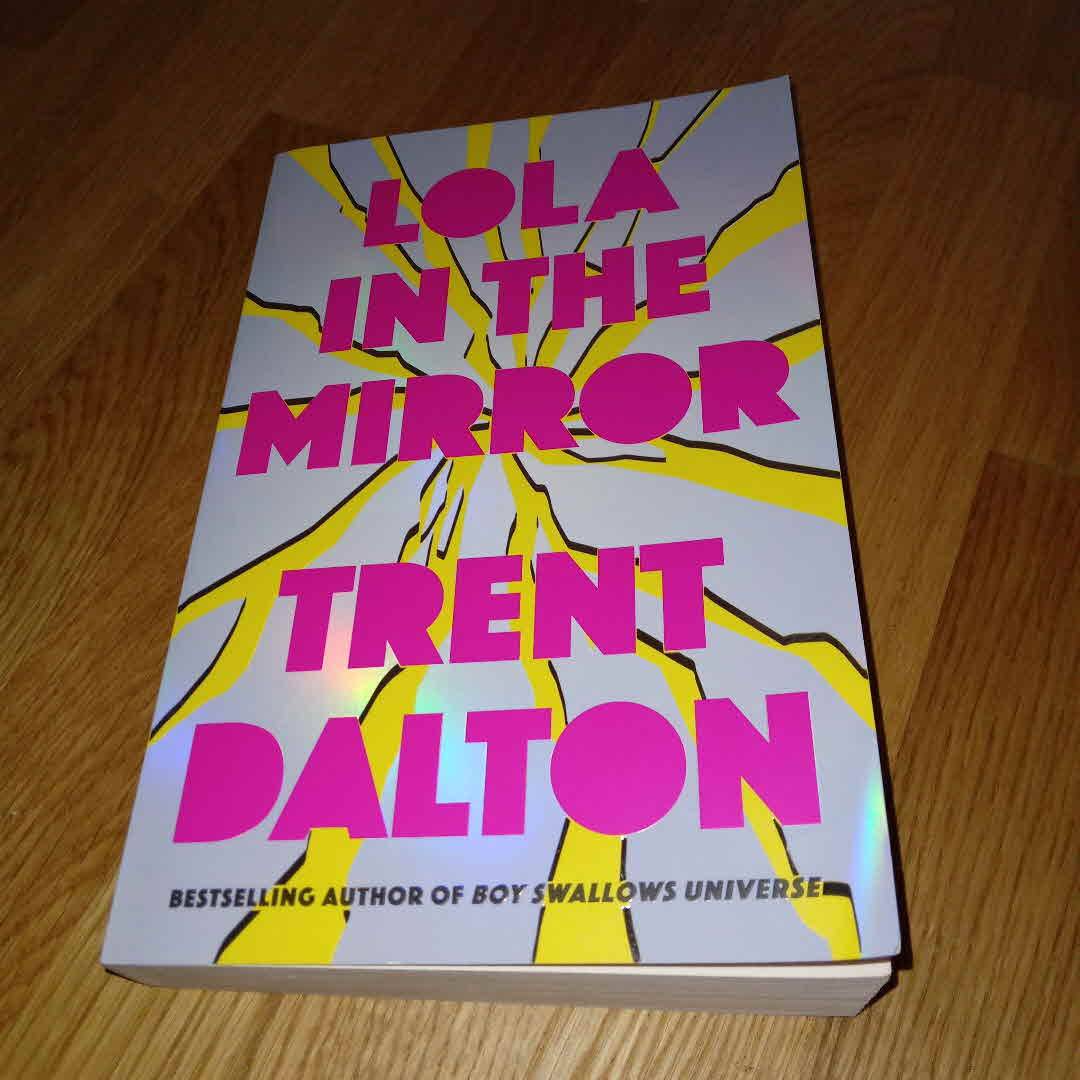 LOLA
IN THE
MIRROR
TRENT
DALTON
BESTSELLING AUTHOR OF BOY SWALLOWS UNIVERSE